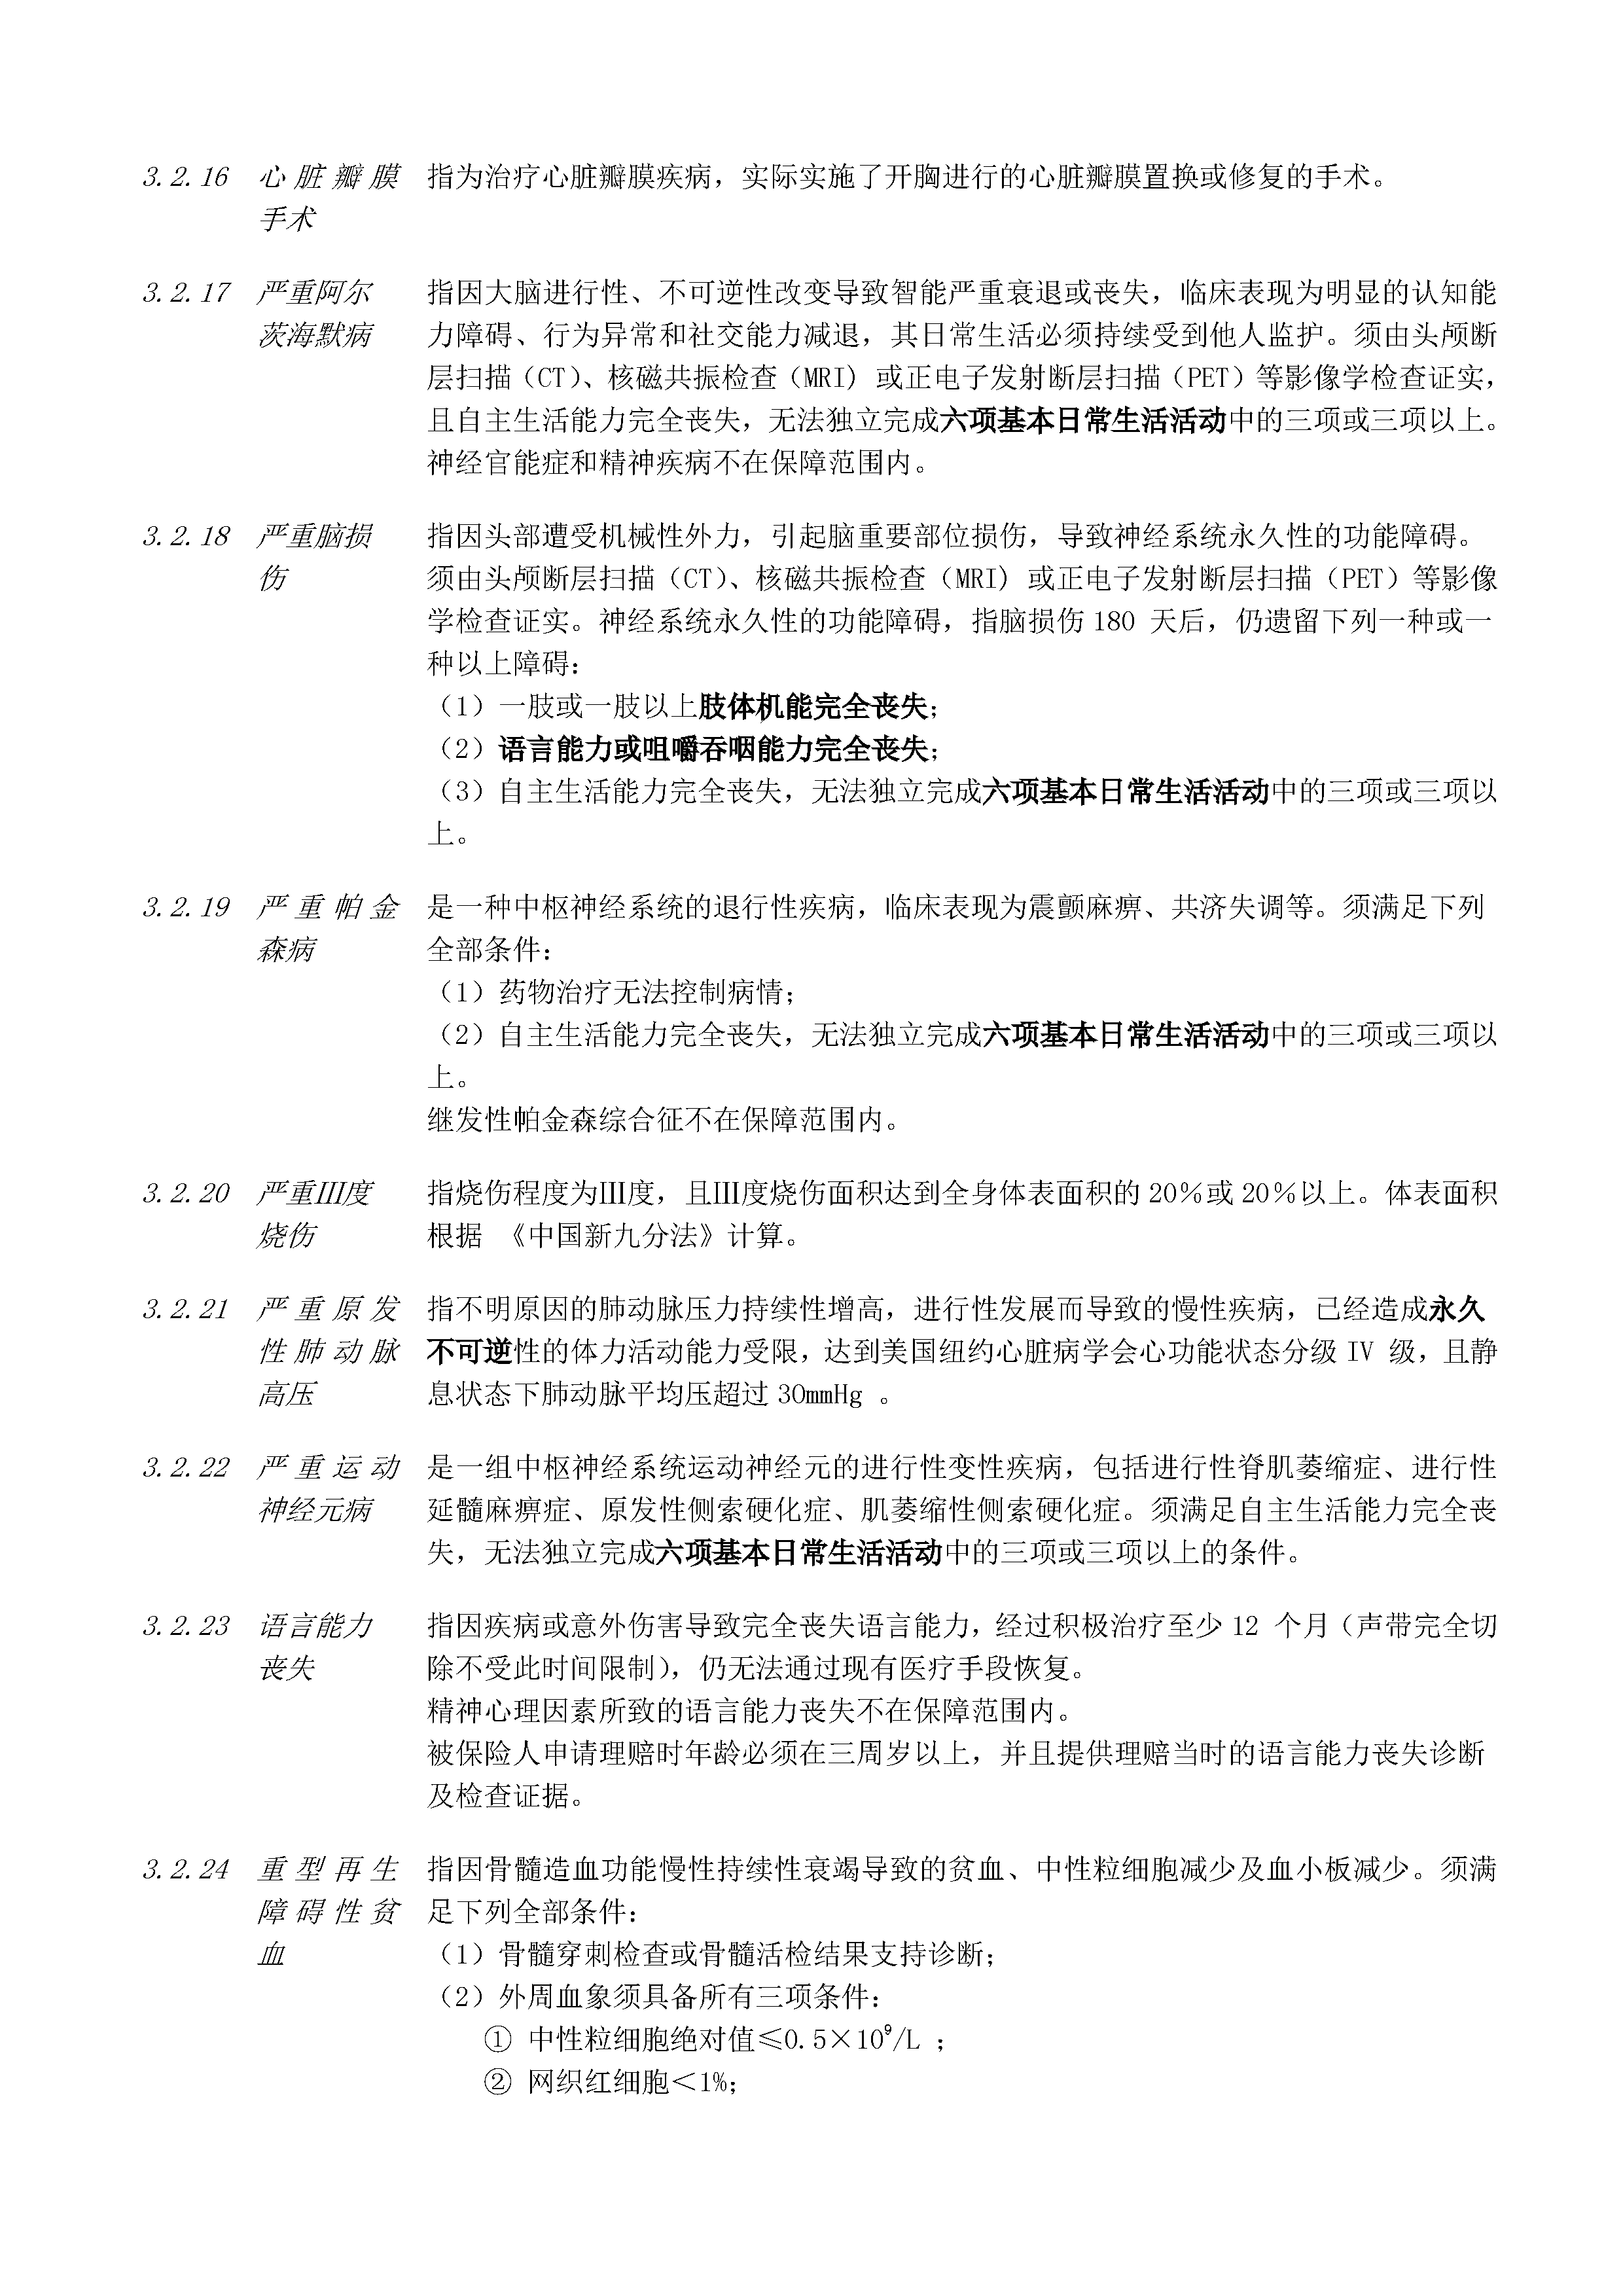 3.2.16 心脏瓣膜 指为治疗心脏瓣膜疾病，实际实施了开胸进行的心脏瓣膜置换或修复的手术。
手术
3.2.17 严重阿尔 指因大脑进行性、不可逆性改变导致智能严重衰退或丧失，临床表现为明显的认知能
茨海默病 力障碍、行为异常和社交能力减退，其日常生活必须持续受到他人监护。须由头颅断
层扫描（CT）、核磁共振检查（MRI) 或正电子发射断层扫描（PET）等影像学检查证实，
且自主生活能力完全丧失，无法独立完成六项基本日常生活活动中的三项或三项以上。
神经官能症和精神疾病不在保障范围内。
3.2.18 严重脑损 指因头部遭受机械性外力，引起脑重要部位损伤，导致神经系统永久性的功能障碍。
伤 须由头颅断层扫描（CT）、核磁共振检查（MRI) 或正电子发射断层扫描（PET）等影像
学检查证实。神经系统永久性的功能障碍，指脑损伤 180 天后，仍遗留下列一种或一
种以上障碍：
（1）一肢或一肢以上肢体机能完全丧失；
（2）语言能力或咀嚼吞咽能力完全丧失；
（3）自主生活能力完全丧失，无法独立完成六项基本日常生活活动中的三项或三项以
上。
3.2.19 严重帕金 是一种中枢神经系统的退行性疾病，临床表现为震颤麻痹、共济失调等。须满足下列
森病 全部条件：
（1）药物治疗无法控制病情；
（2）自主生活能力完全丧失，无法独立完成六项基本日常生活活动中的三项或三项以
上。
继发性帕金森综合征不在保障范围内。
3.2.20 严重Ⅲ度 指烧伤程度为Ⅲ度，且Ⅲ度烧伤面积达到全身体表面积的 20％或 20％以上。体表面积
烧伤 根据 《中国新九分法》计算。
3.2.21 严重原发 指不明原因的肺动脉压力持续性增高，进行性发展而导致的慢性疾病，已经造成永久
性肺动脉 不可逆性的体力活动能力受限，达到美国纽约心脏病学会心功能状态分级 IV 级，且静
高压 息状态下肺动脉平均压超过 30mmHg 。
3.2.22 严重运动 是一组中枢神经系统运动神经元的进行性变性疾病，包括进行性脊肌萎缩症、进行性
神经元病 延髓麻痹症、原发性侧索硬化症、肌萎缩性侧索硬化症。须满足自主生活能力完全丧
失，无法独立完成六项基本日常生活活动中的三项或三项以上的条件。
3.2.23 语言能力 指因疾病或意外伤害导致完全丧失语言能力，经过积极治疗至少 12 个月（声带完全切
丧失 除不受此时间限制），仍无法通过现有医疗手段恢复。
精神心理因素所致的语言能力丧失不在保障范围内。
被保险人申请理赔时年龄必须在三周岁以上，并且提供理赔当时的语言能力丧失诊断
及检查证据。
3.2.24 重型再生 指因骨髓造血功能慢性持续性衰竭导致的贫血、中性粒细胞减少及血小板减少。须满
障碍性贫 足下列全部条件：
血 （1）骨髓穿刺检查或骨髓活检结果支持诊断；
（2）外周血象须具备所有三项条件：
① 中性粒细胞绝对值≤0.5×10⁹/L ；
② 网织红细胞＜1%；